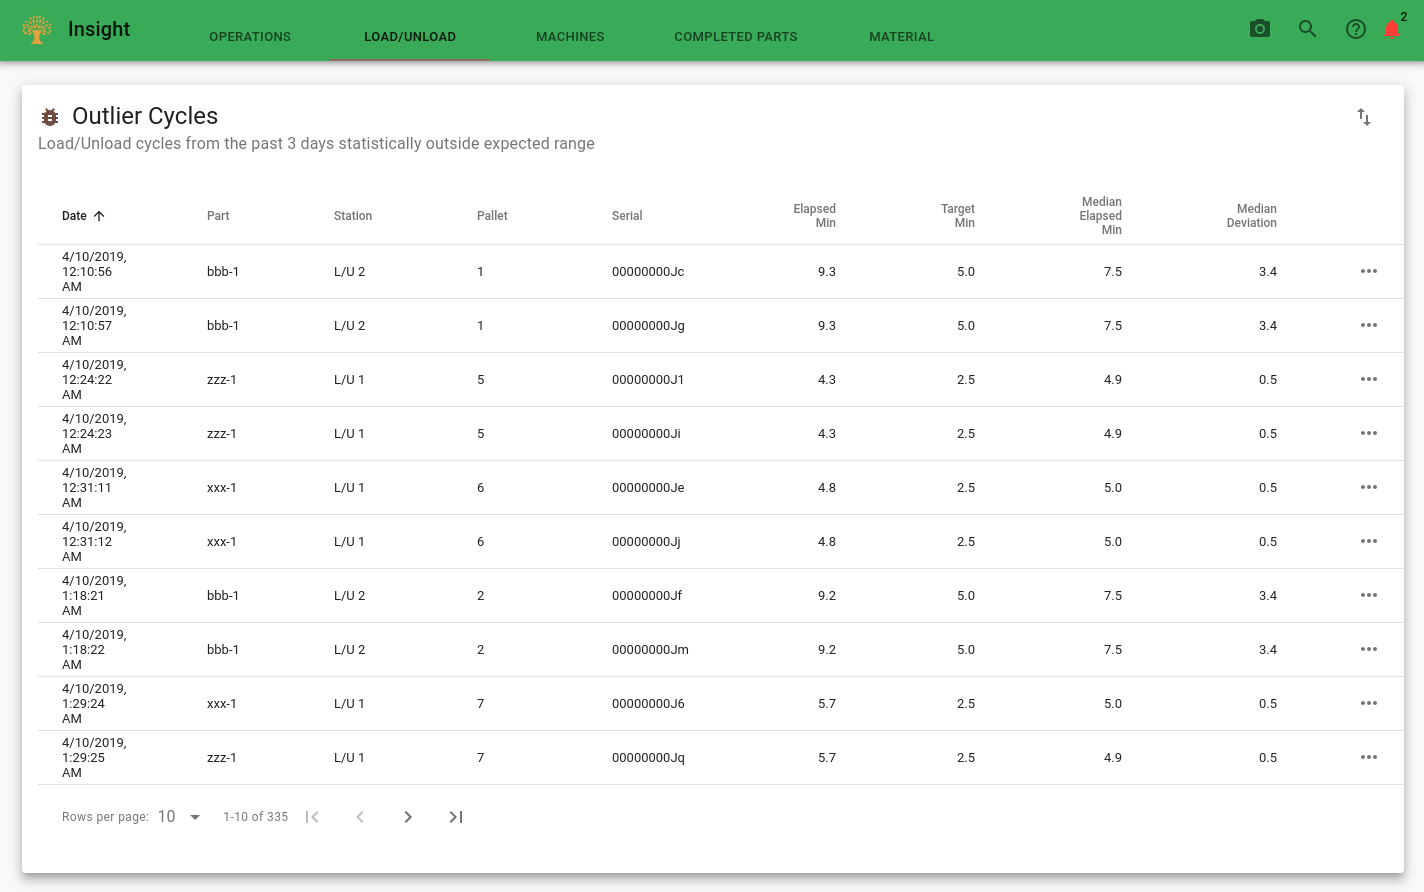 Insight
OPERATIONS
LOAD/UNLOAD
MACHINES
COMPLETED PARTS
MATERIAL
2
Outlier Cycles
Load/Unload cycles from the past 3 days statistically outside expected range
Date Part Station Pallet Serial Elapsed Min Target Min Median Elapsed Min Median Deviation
4/10/2019, 12:10:56 AM bbb-1 L/U 2 1 00000000Jc 9.3 5.0 7.5 3.4
4/10/2019, 12:10:57 AM bbb-1 L/U 2 1 00000000Jg 9.3 5.0 7.5 3.4
4/10/2019, 12:24:22 AM zzz-1 L/U 1 5 00000000J1 4.3 2.5 4.9 0.5
4/10/2019, 12:24:23 AM zzz-1 L/U 1 5 00000000Ji 4.3 2.5 4.9 0.5
4/10/2019, 12:31:11 AM xxx-1 L/U 1 6 00000000Je 4.8 2.5 5.0 0.5
4/10/2019, 12:31:12 AM xxx-1 L/U 1 6 00000000Jj 4.8 2.5 5.0 0.5
4/10/2019, 1:18:21 AM bbb-1 L/U 2 2 00000000Jf 9.2 5.0 7.5 3.4
4/10/2019, 1:18:22 AM bbb-1 L/U 2 2 00000000Jm 9.2 5.0 7.5 3.4
4/10/2019, 1:29:24 AM xxx-1 L/U 1 7 00000000J6 5.7 2.5 5.0 0.5
4/10/2019, 1:29:25 AM zzz-1 L/U 1 7 00000000Jq 5.7 2.5 4.9 0.5
Rows per page: 10 1-10 of 335